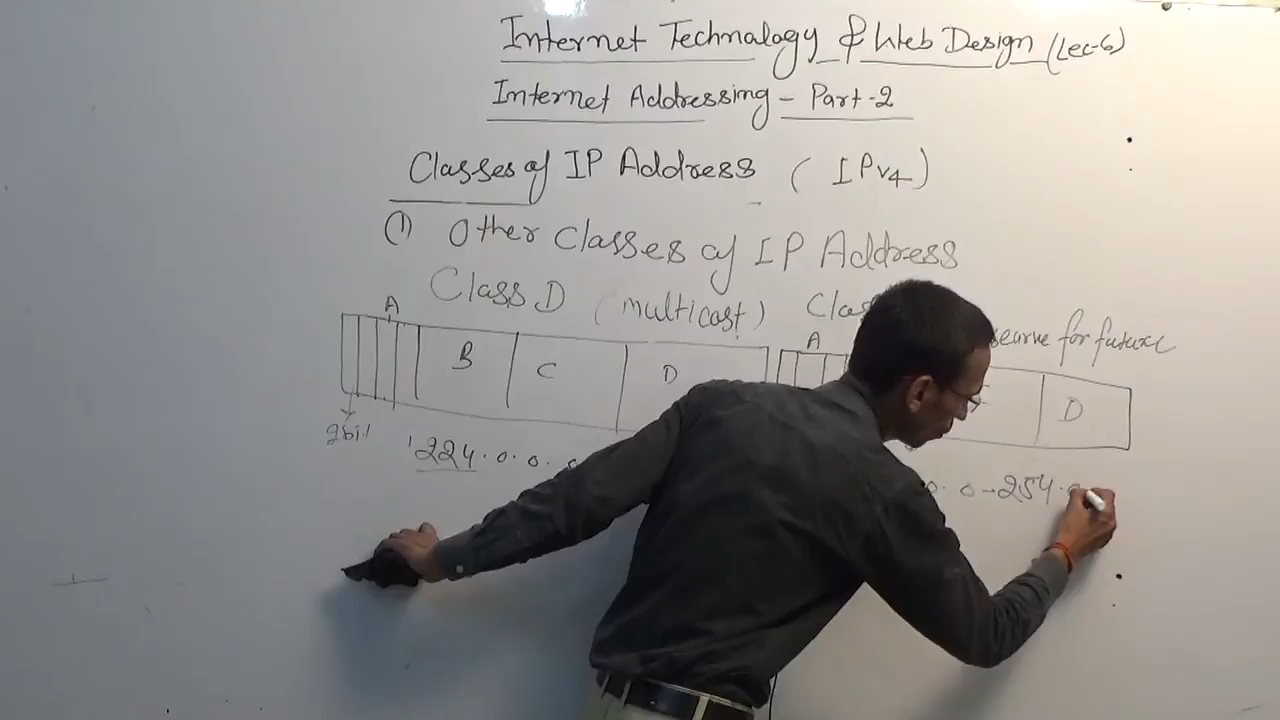 Internet Technology & Web Design (Lec-6)
Internet Addressing - Part-2
Classes of IP Address ( IPv4 )
(1) Other Classes of IP Address
Class D (multicast)
for future
A B C D
A D
224.0.0.
0.0-254.